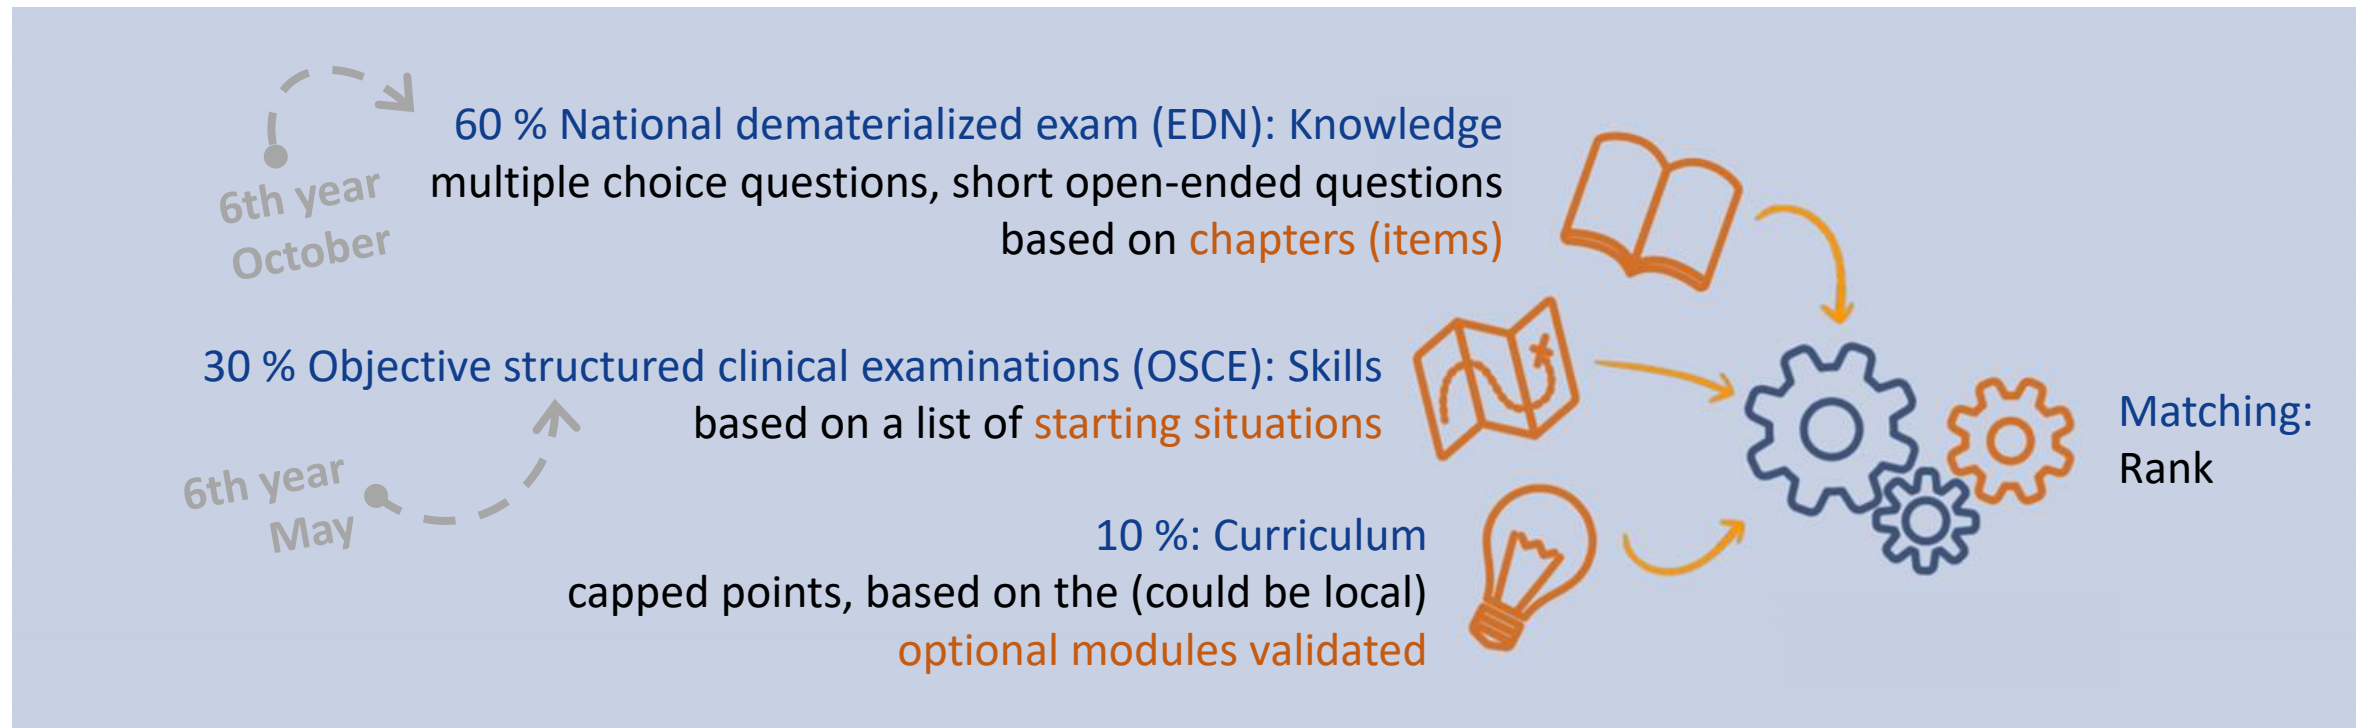 6th year
October
60 % National dematerialized exam (EDN): Knowledge
multiple choice questions, short open-ended questions
based on chapters (items)
30 % Objective structured clinical examinations (OSCE): Skills
based on a list of starting situations
6th year
May
10 %: Curriculum
capped points, based on the (could be local)
optional modules validated
Matching:
Rank